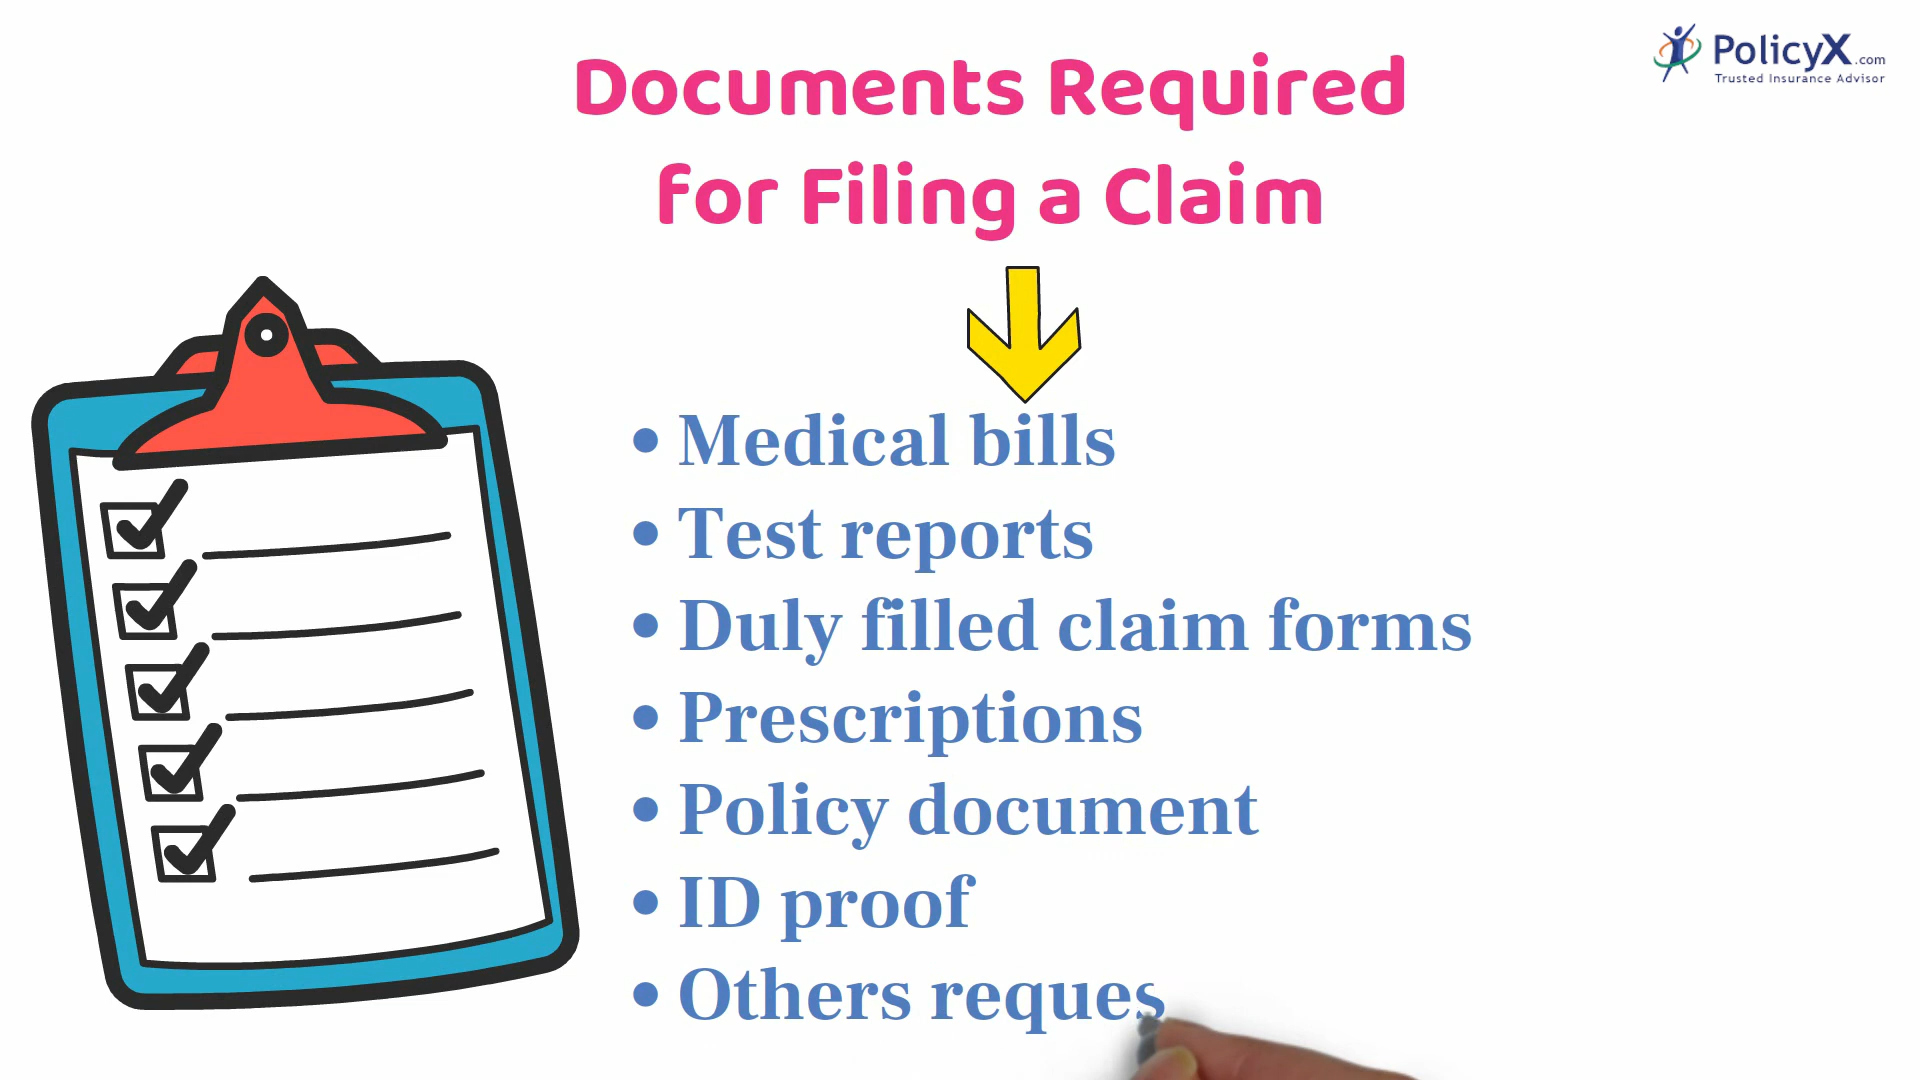 PolicyX.com
Trusted Insurance Advisor
Documents Required
for Filing a Claim
• Medical bills
• Test reports
• Duly filled claim forms
• Prescriptions
• Policy document
• ID proof
• Others reques